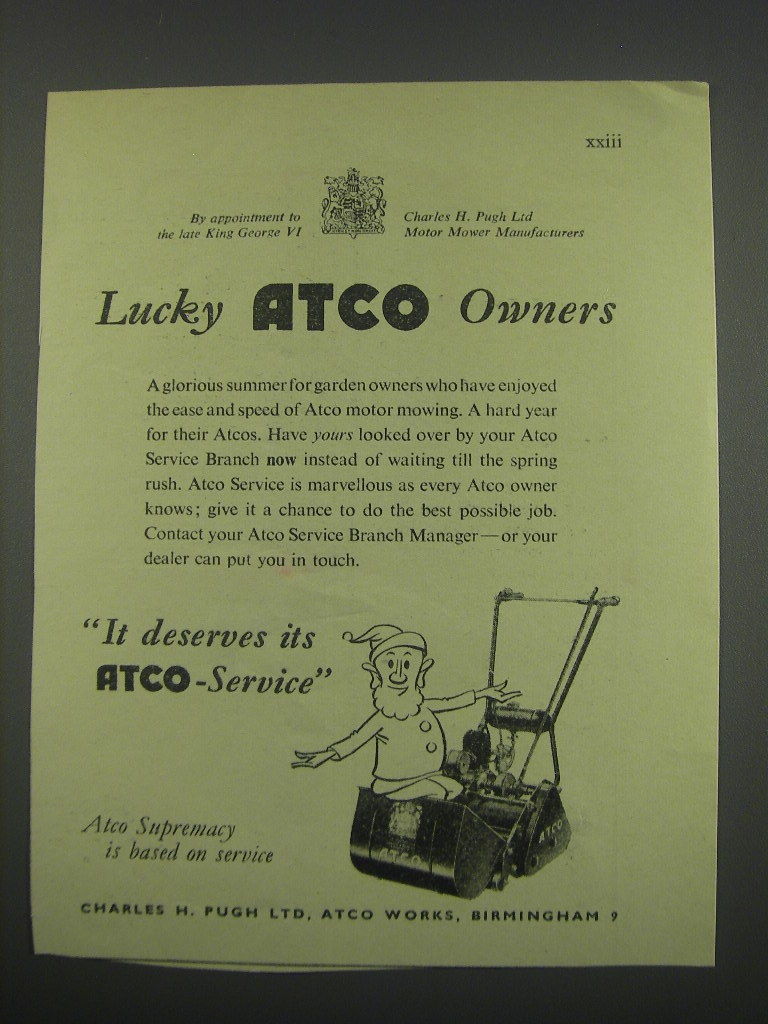 xxiii
By appointment to
the late King George VI
Charles H. Pugh Ltd
Motor Mower Manufacturers
Lucky ATCO Owners
A glorious summer for garden owners who have enjoyed
the ease and speed of Atco motor mowing. A hard year
for their Atcos. Have yours looked over by your Atco
Service Branch now instead of waiting till the spring
rush. Atco Service is marvellous as every Atco owner
knows; give it a chance to do the best possible job.
Contact your Atco Service Branch Manager—or your
dealer can put you in touch.
"It deserves its
ATCO-Service"
Atco Supremacy
is based on service
ATCO
ATCO
CHARLES H. PUGH LTD, ATCO WORKS, BIRMINGHAM 9